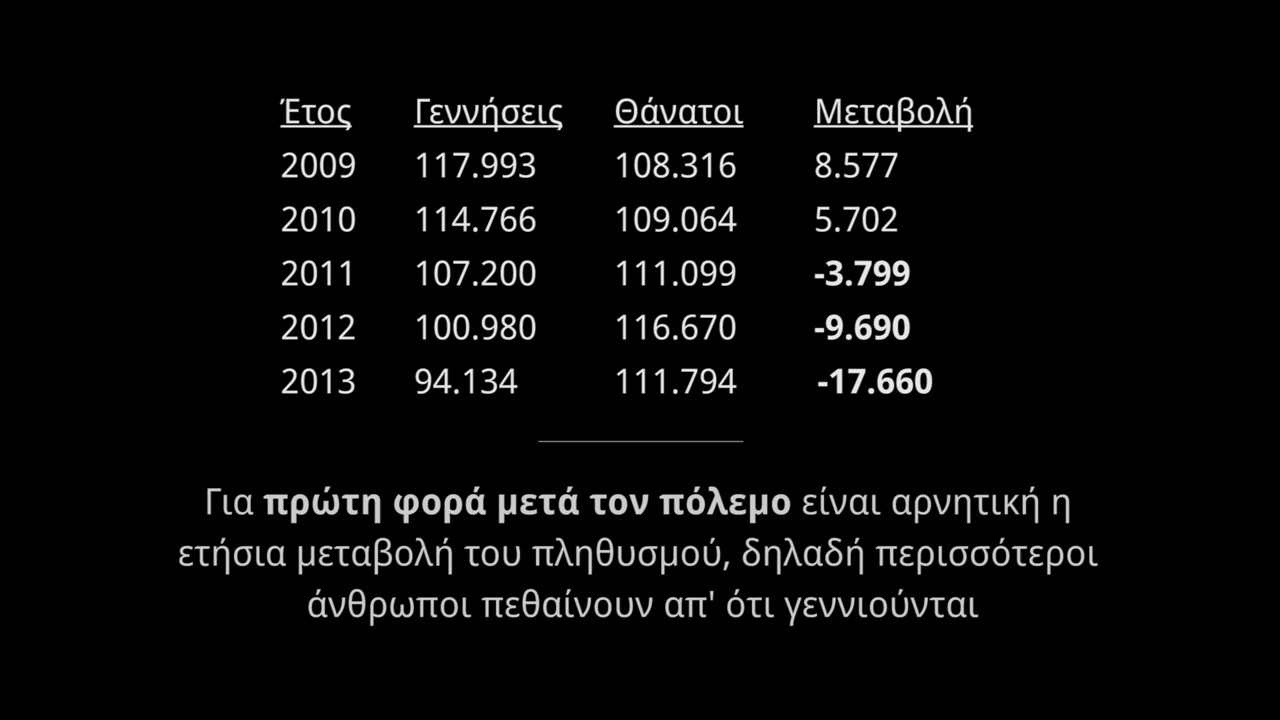 Έτος Γεννήσεις Θάνατοι Μεταβολή
2009 117.993 108.316 8.577
2010 114.766 109.064 5.702
2011 107.200 111.099 -3.799
2012 100.980 116.670 -9.690
2013 94.134 111.794 -17.660
Για πρώτη φορά μετά τον πόλεμο είναι αρνητική η
ετήσια μεταβολή του πληθυσμού, δηλαδή περισσότεροι
άνθρωποι πεθαίνουν απ' ότι γεννιούνται